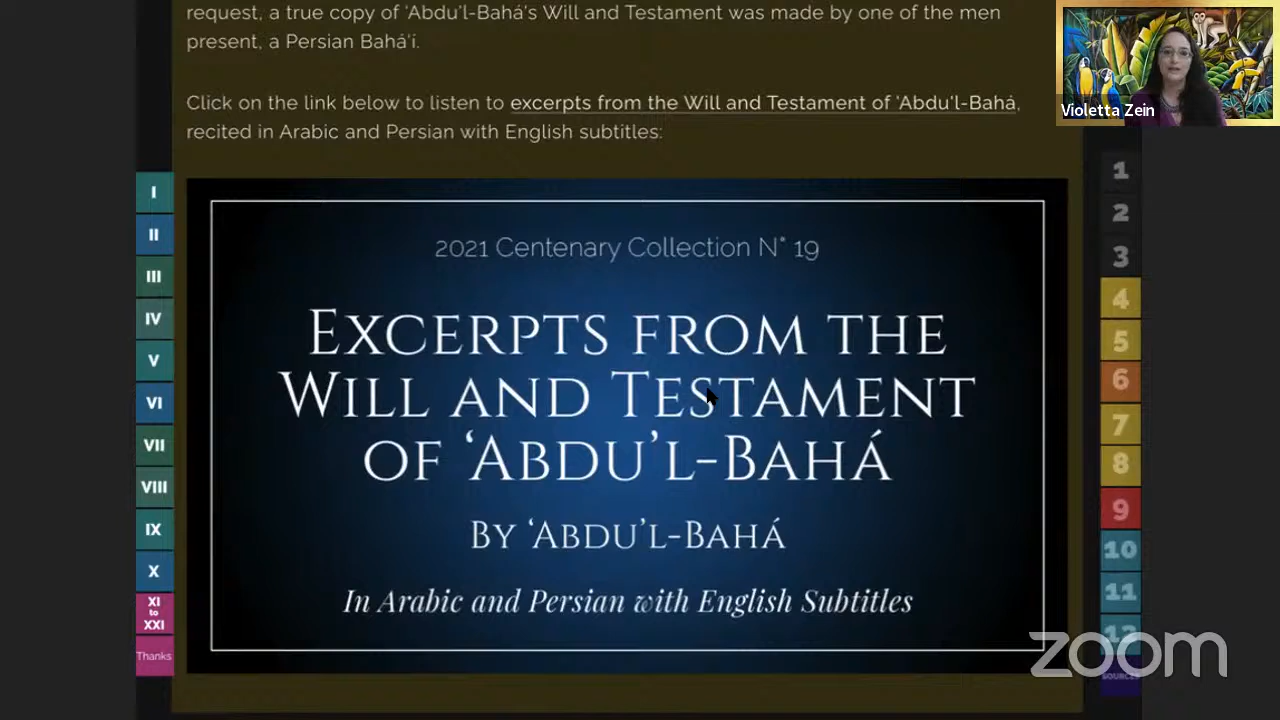 request, a true copy of ‘Abdu’l-Bahá’s Will and Testament was made by one of the men
present, a Persian Bahá’í.
Violetta Zein
Click on the link below to listen to excerpts from the Will and Testament of ‘Abdu’l-Bahá,
recited in Arabic and Persian with English subtitles:
I
II
III
IV
V
VI
VII
VIII
IX
X
XI
to
XXI
Thanks
2021 Centenary Collection N° 19
Excerpts from the
Will and Testament
of ‘Abdu’l-Bahá
By ‘Abdu’l-Bahá
In Arabic and Persian with English Subtitles
1
2
3
4
5
6
7
8
9
10
11
12
SOURCES
zoom